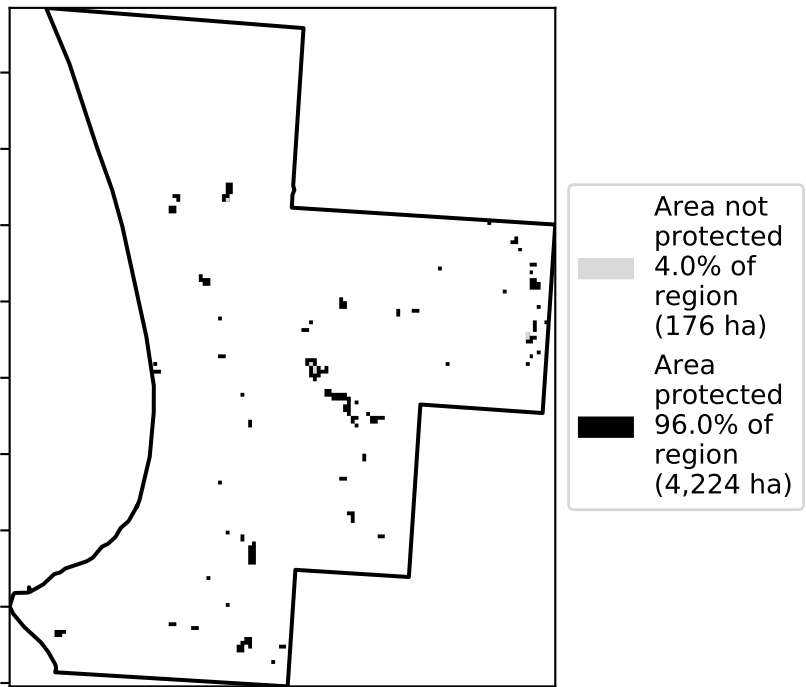 Area not
protected
4.0% of
region
(176 ha)
Area
protected
96.0% of
region
(4,224 ha)